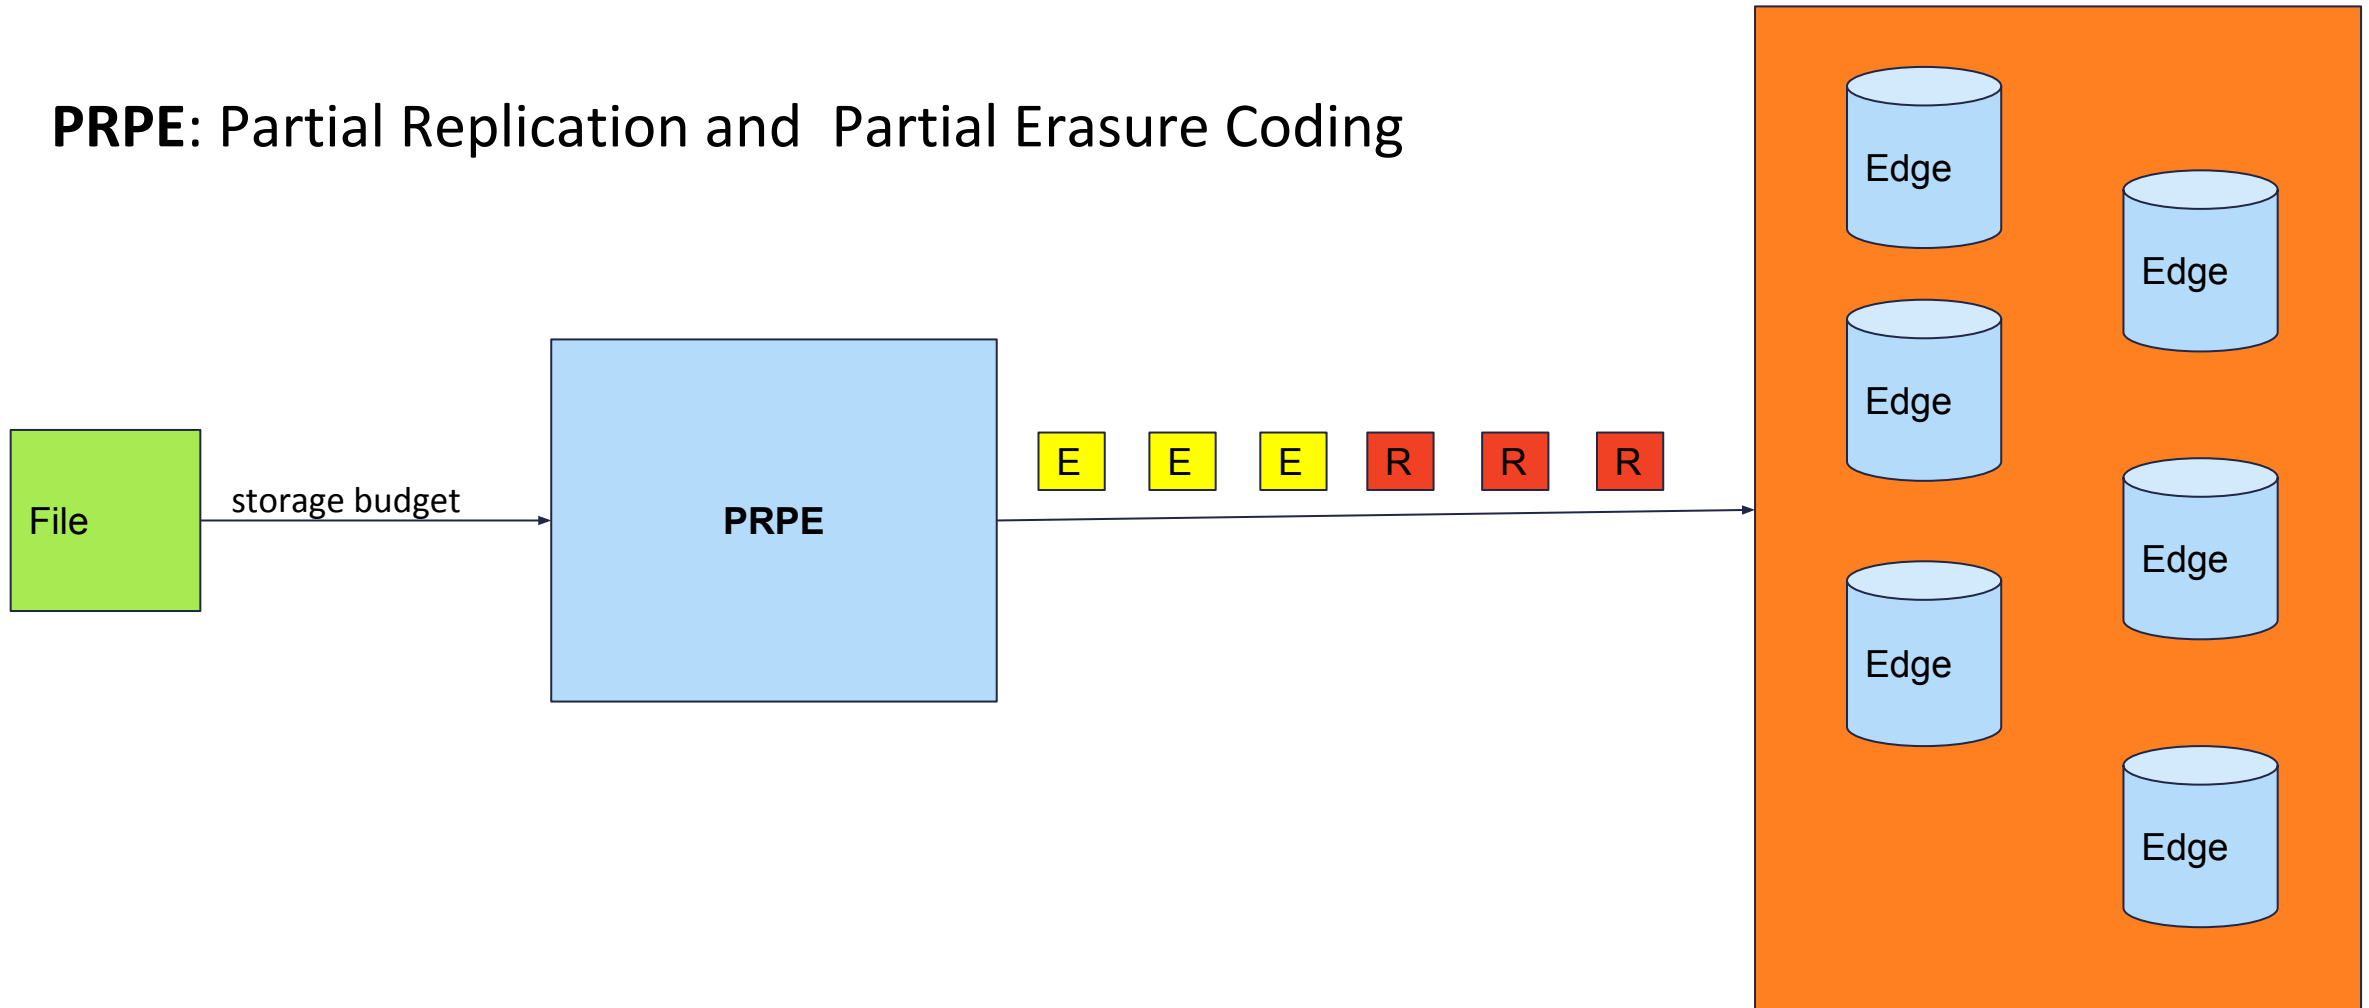 PRPE: Partial Replication and  Partial Erasure Coding
File
storage budget
PRPE
E E E R R R
Edge
Edge
Edge
Edge
Edge
Edge